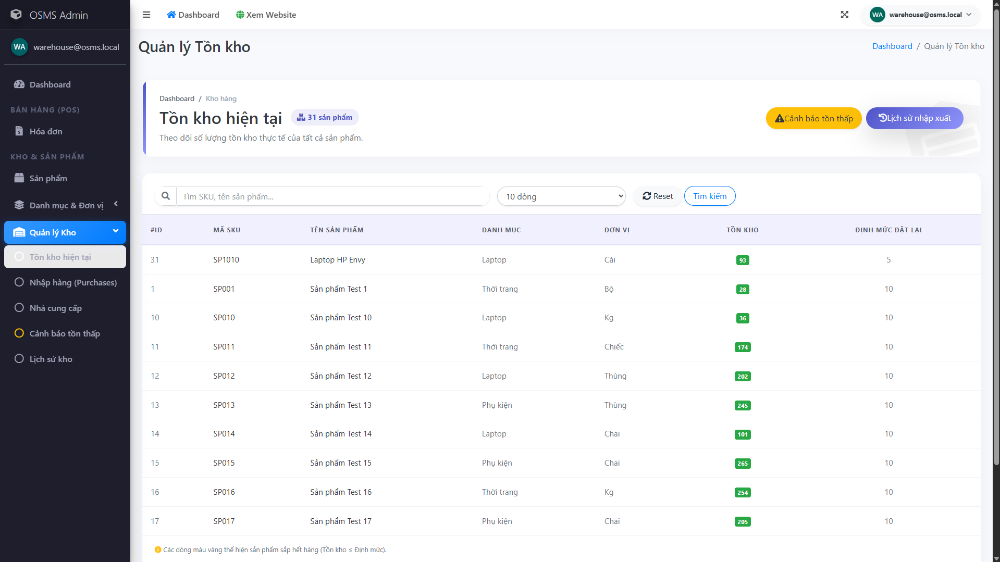 OSMS Admin
WA warehouse@osms.local
Dashboard
BÁN HÀNG (POS)
Hóa đơn
KHO & SẢN PHẨM
Sản phẩm
Danh mục & Đơn vị
Quản lý Kho
Tồn kho hiện tại
Nhập hàng (Purchases)
Nhà cung cấp
Cảnh báo tồn thấp
Lịch sử kho
Dashboard Xem Website
WA warehouse@osms.local
Quản lý Tồn kho
Dashboard / Quản lý Tồn kho
Dashboard / Kho hàng
Tồn kho hiện tại 31 sản phẩm
Theo dõi số lượng tồn kho thực tế của tất cả sản phẩm.
Cảnh báo tồn thấp Lịch sử nhập xuất
Tìm SKU, tên sản phẩm... 10 dòng Reset Tìm kiếm
#ID MÃ SKU TÊN SẢN PHẨM DANH MỤC ĐƠN VỊ TỒN KHO ĐỊNH MỨC ĐẶT LẠI
31 SP1010 Laptop HP Envy Laptop Cái 93 5
1 SP001 Sản phẩm Test 1 Thời trang Bộ 28 10
10 SP010 Sản phẩm Test 10 Laptop Kg 36 10
11 SP011 Sản phẩm Test 11 Thời trang Chiếc 174 10
12 SP012 Sản phẩm Test 12 Laptop Thùng 202 10
13 SP013 Sản phẩm Test 13 Phụ kiện Thùng 245 10
14 SP014 Sản phẩm Test 14 Laptop Chai 101 10
15 SP015 Sản phẩm Test 15 Phụ kiện Chai 265 10
16 SP016 Sản phẩm Test 16 Thời trang Kg 254 10
17 SP017 Sản phẩm Test 17 Phụ kiện Chai 205 10
Các dòng màu vàng thể hiện sản phẩm sắp hết hàng (Tồn kho ≤ Định mức).